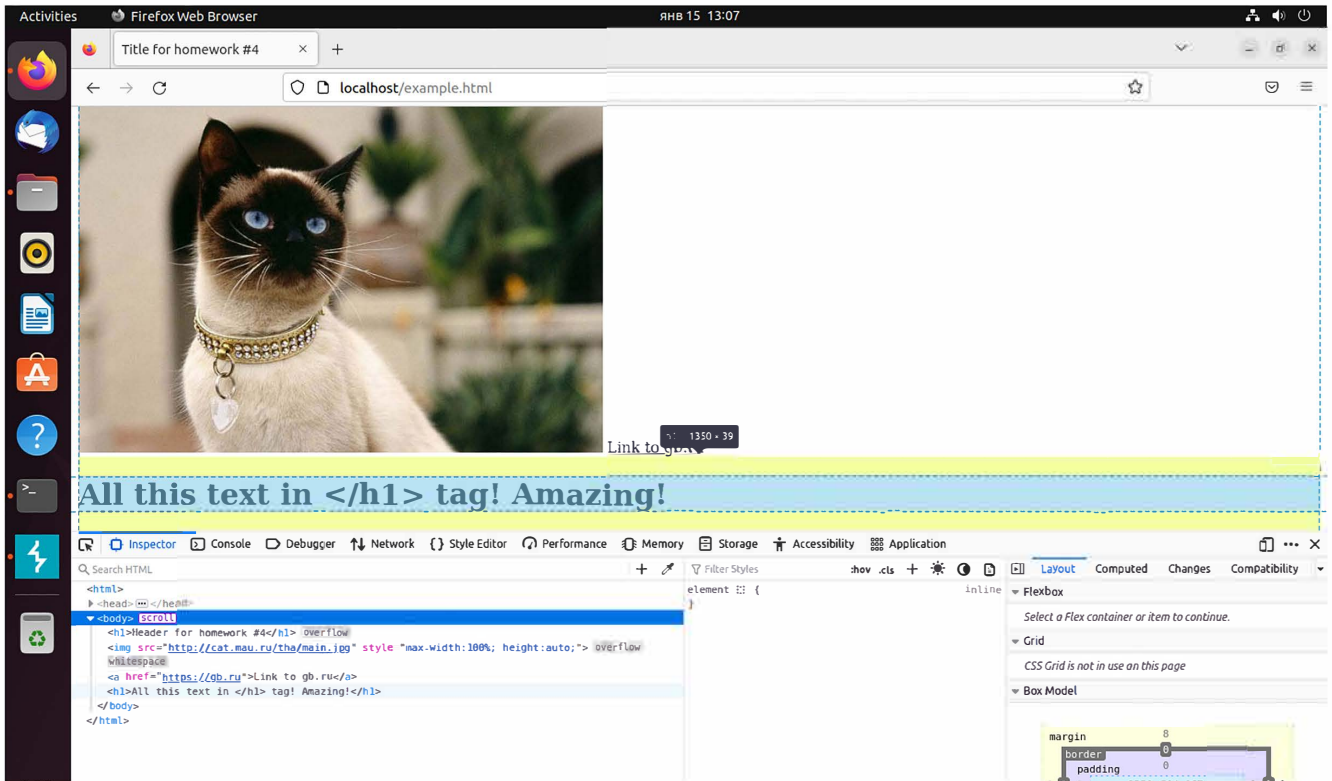 Activities Firefox Web Browser янв 15 13:07
Title for homework #4 × +
localhost/example.html
Link to gb.
1350 × 39
All this text in </h1> tag! Amazing!
Inspector Console Debugger Network {} Style Editor Performance Memory Storage Accessibility Application
Search HTML + Filter Styles :hov .cls + Layout Computed Changes Compatibility
<html>
<head> </head>
<body> scroll
<h1>Header for homework #4</h1> overflow
<img src="http://cat.mau.ru/tha/main.jpg" style "max-width:100%; height:auto;"> overflow
whitespace
<a href="https://gb.ru">Link to gb.ru</a>
<h1>All this text in </h1> tag! Amazing!</h1>
</body>
</html>
element { inline
}
Flexbox
Select a Flex container or item to continue.
Grid
CSS Grid is not in use an this page
Box Model
margin 8
border 0
padding 0